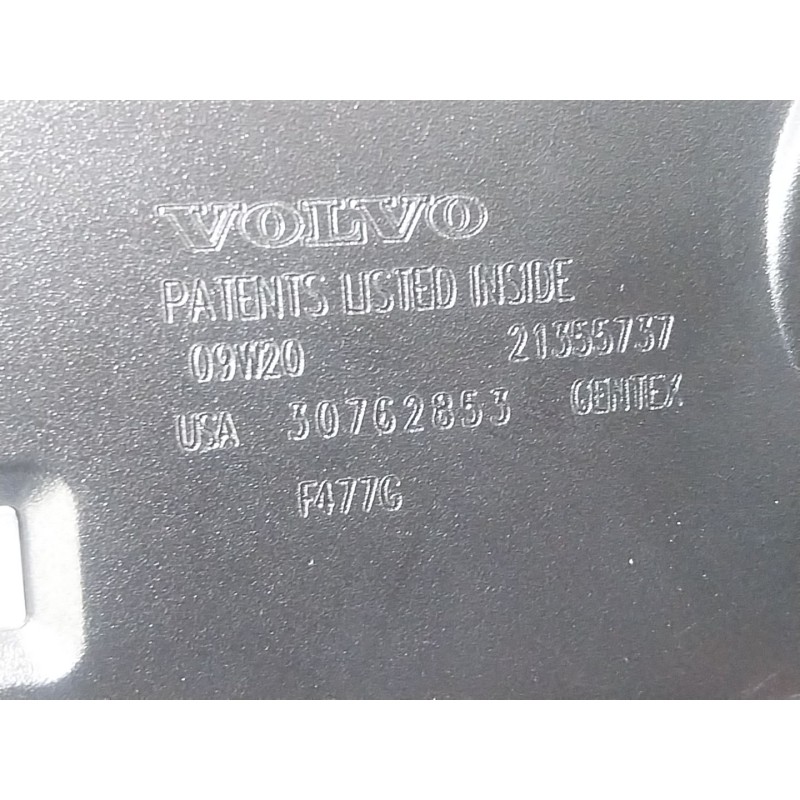 VOLVO
PATENTS LISTED INSIDE
09W20 21355737
USA 30762853 GENTEX
F477G